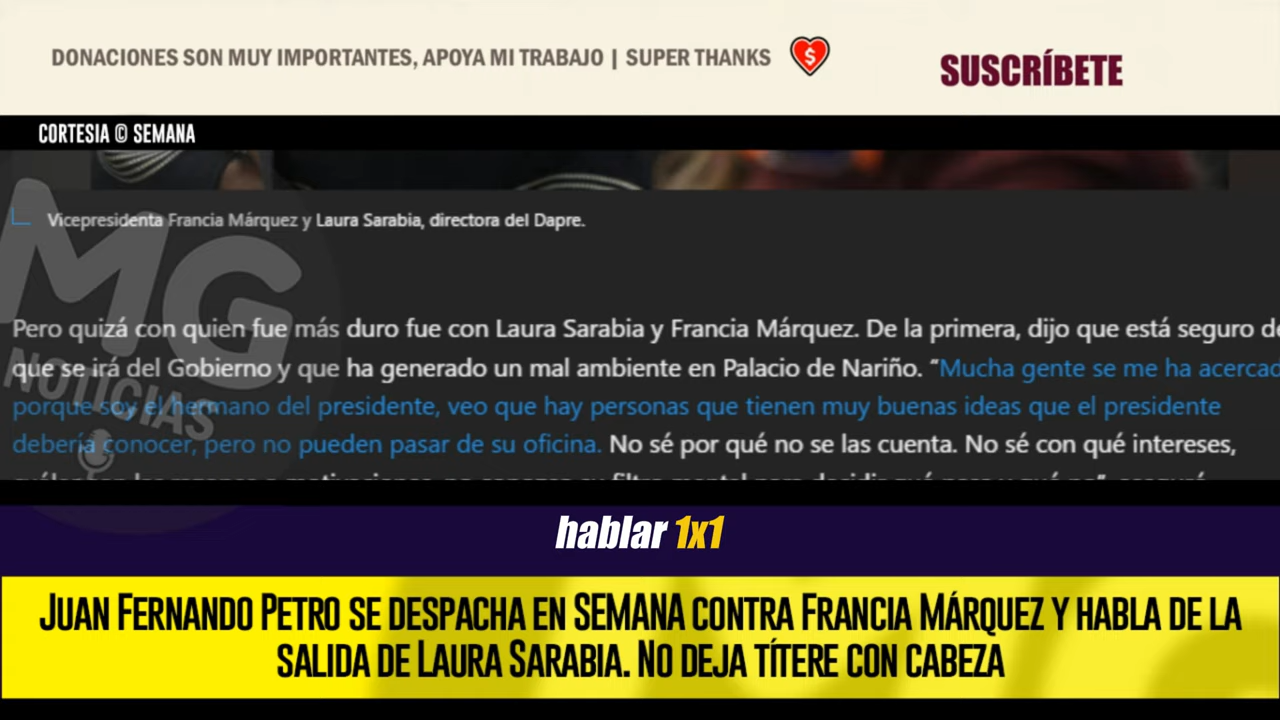 DONACIONES SON MUY IMPORTANTES, APOYA MI TRABAJO | SUPER THANKS
SUSCRÍBETE
CORTESIA © SEMANA
Vicepresidenta Francia Márquez y Laura Sarabia, directora del Dapre.
MG
NOTICIAS
Pero quizá con quien fue más duro fue con Laura Sarabia y Francia Márquez. De la primera, dijo que está seguro de
que se irá del Gobierno y que ha generado un mal ambiente en Palacio de Nariño. “Mucha gente se me ha acercad
porque soy el hermano del presidente, veo que hay personas que tienen muy buenas ideas que el presidente
debería conocer, pero no pueden pasar de su oficina. No sé por qué no se las cuenta. No sé con qué intereses,
hablar 1x1
JUAN FERNANDO PETRO SE DESPACHA EN SEMANA CONTRA FRANCIA MÁRQUEZ Y HABLA DE LA
SALIDA DE LAURA SARABIA. NO DEJA TÍTERE CON CABEZA